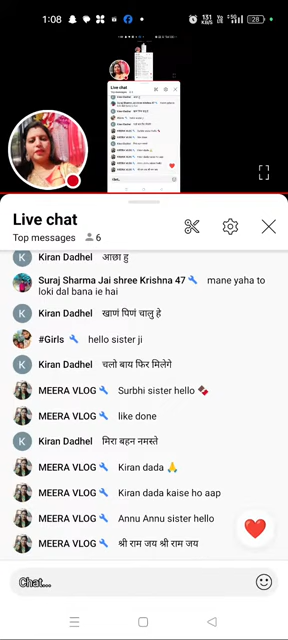 1:08
131
KB/S
28
Live chat
Top messages 6
Kiran Dadhel आछा हु
Suraj Sharma Jai shree Krishna 47 mane yaha to
loki dal bana ie hai
Kiran Dadhel खाणं पिणं चालु हे
#Girls hello sister ji
Kiran Dadhel चलो बाय फिर मिलेगे
MEERA VLOG Surbhi sister hello 🍫
MEERA VLOG like done
Kiran Dadhel मिरा बहन नमस्ते
MEERA VLOG Kiran dada 🙏
MEERA VLOG Kiran dada kaise ho aap
MEERA VLOG Annu Annu sister hello
MEERA VLOG श्री राम जय श्री राम जय
Chat...